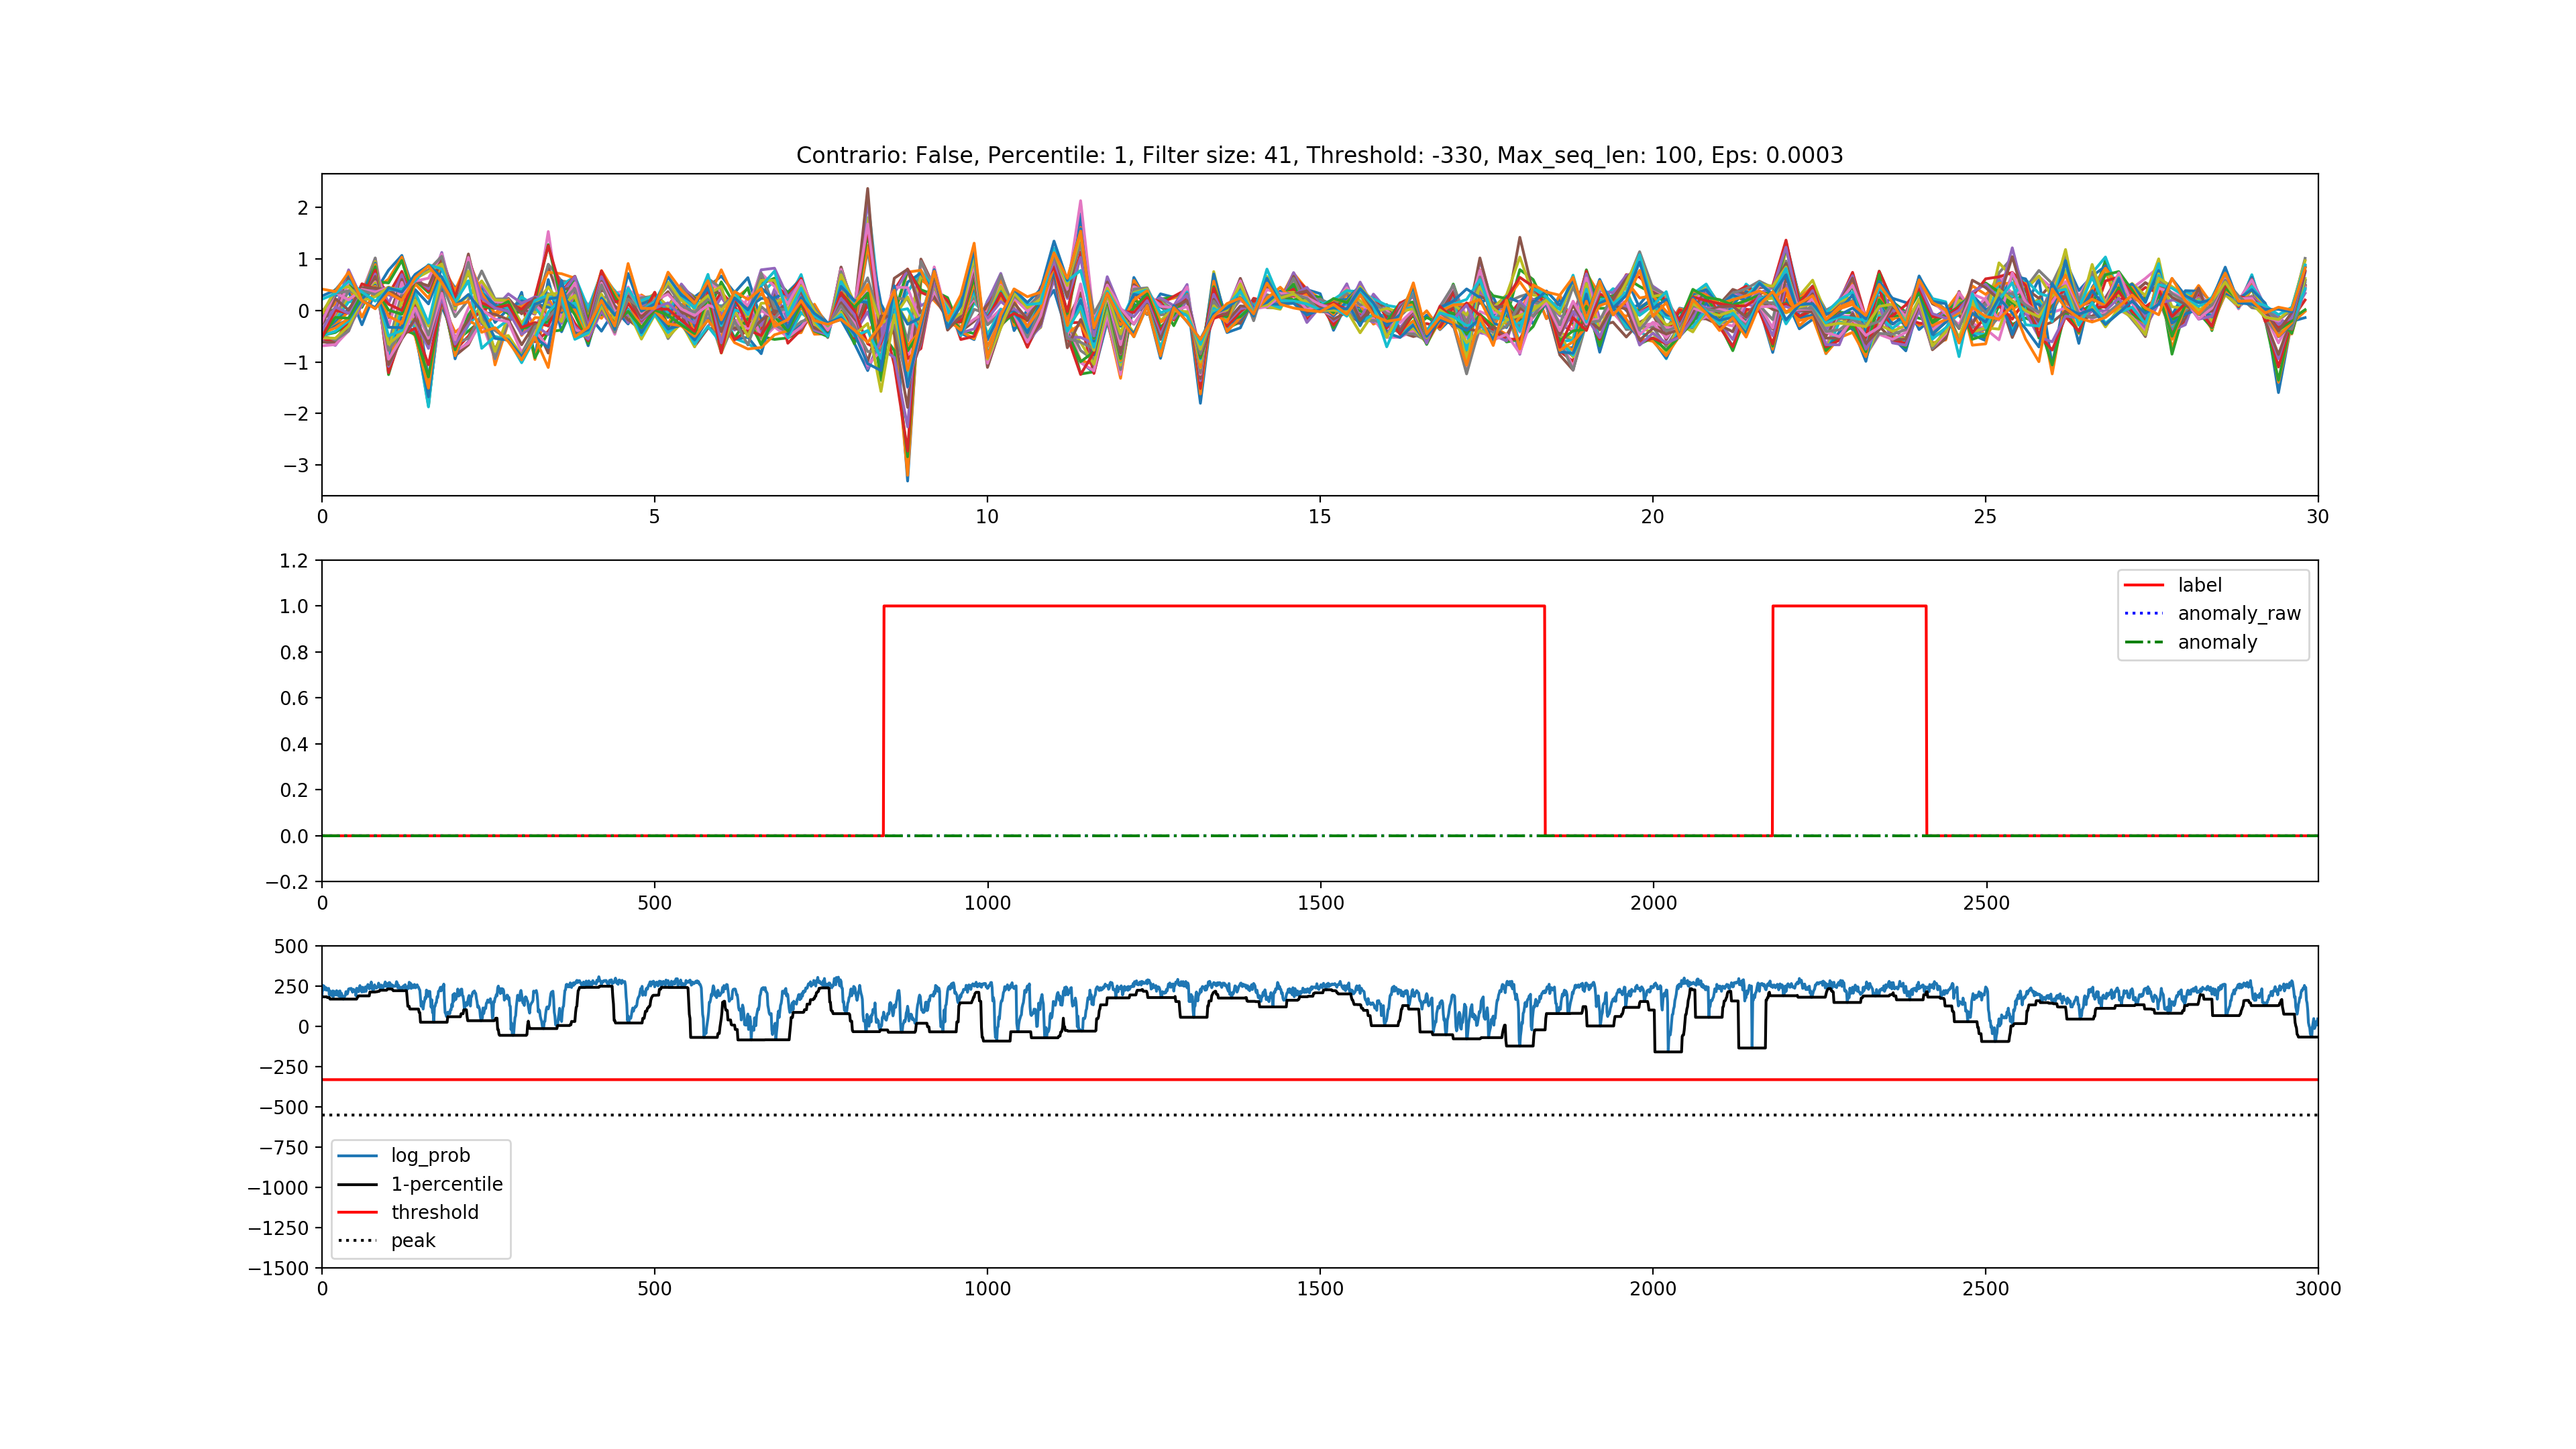 Contrario: False, Percentile: 1, Filter size: 41, Threshold: -330, Max_seq_len: 100, Eps: 0.0003
2
1
0
−1
−2
−3
0 5 10 15 20 25 30
1.2
1.0
0.8
0.6
0.4
0.2
0.0
−0.2
label
anomaly_raw
anomaly
0 500 1000 1500 2000 2500
500
250
0
−250
−500
−750
−1000
−1250
−1500
log_prob
1-percentile
threshold
peak
0 500 1000 1500 2000 2500 3000